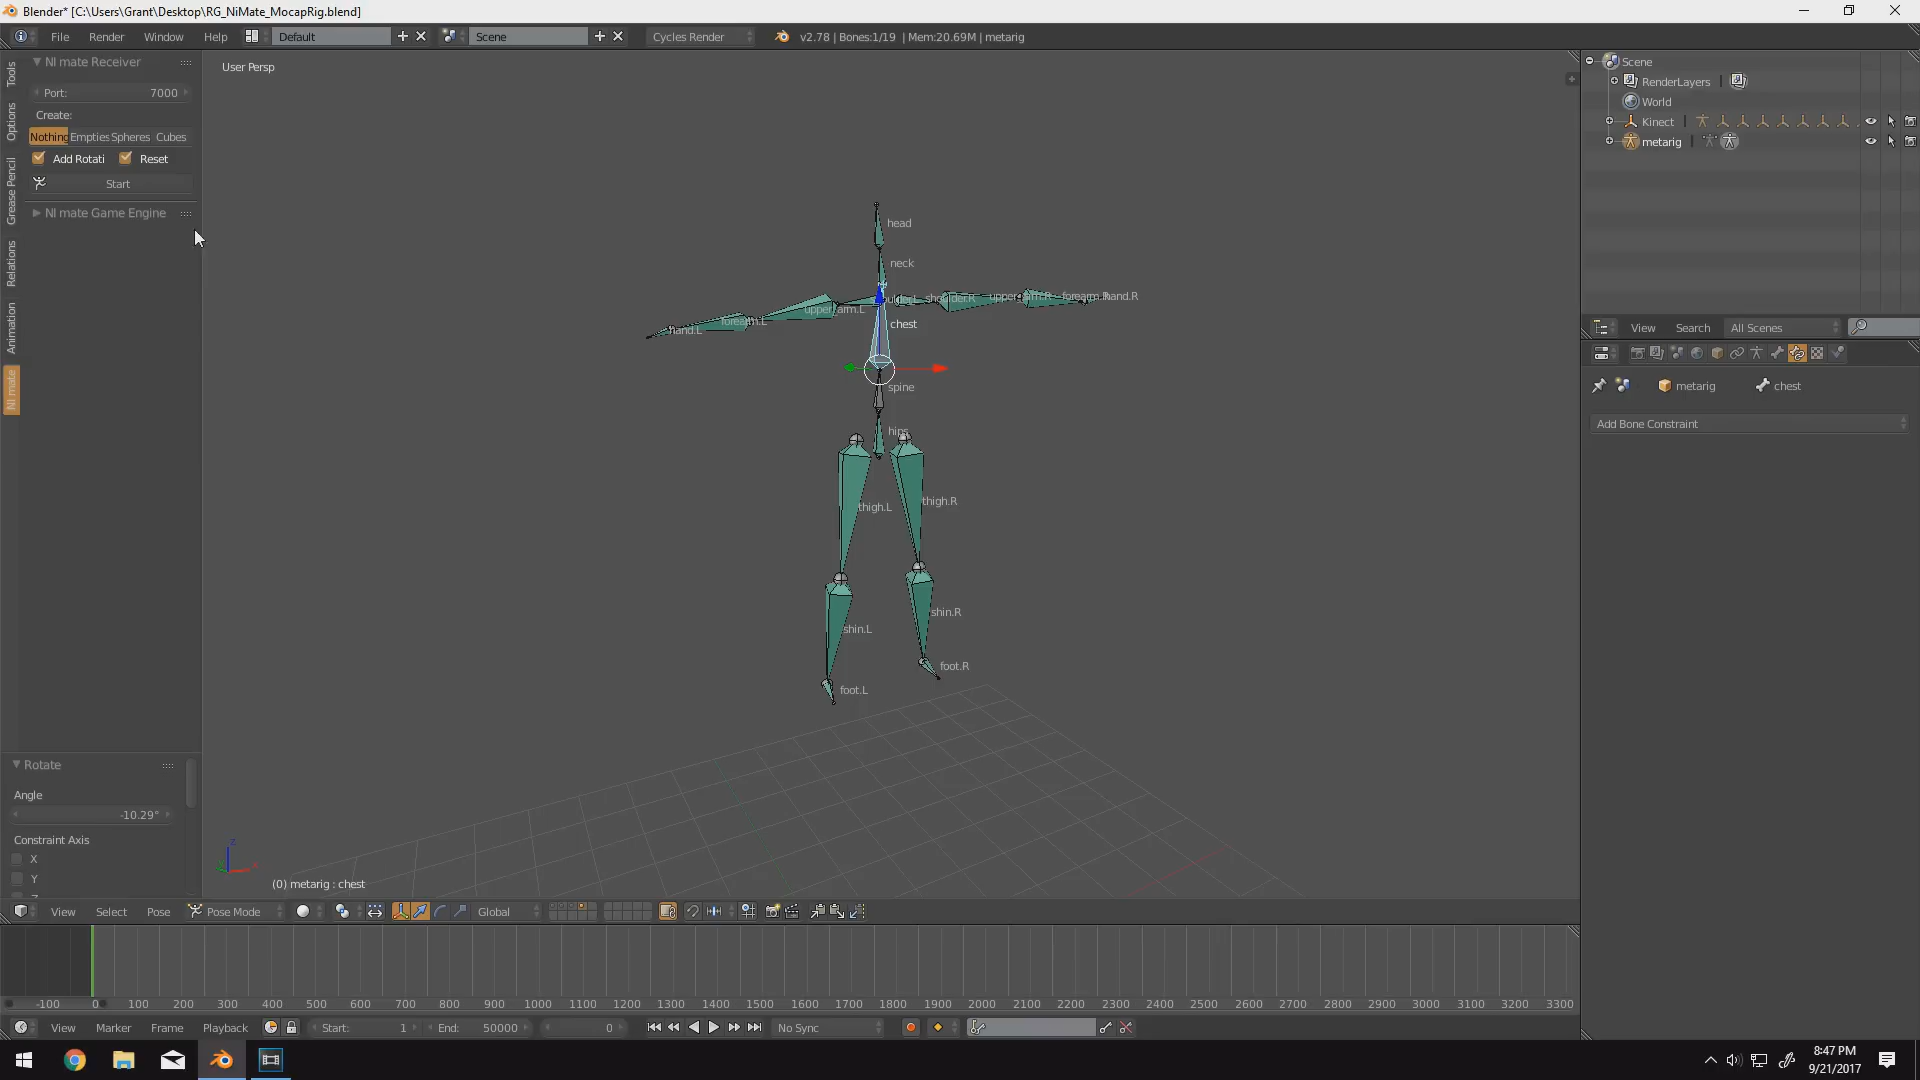 Blender* [C:\Users\Grant\Desktop\RG_NiMate_MocapRig.blend]
File Render Window Help Default Scene Cycles Render v2.78 | Bones:1/19 | Mem:20.69M | metarig
Tools
Options
Grease Pencil
Relations
Animation
NI mate
NI mate Receiver
Port: 7000
Create:
Nothing Empties Spheres Cubes
Add Rotati Reset
Start
NI mate Game Engine
Rotate
Angle
-10.29°
Constraint Axis
X
Y
User Persp
head
neck
shoulder.R upper_arm.R forearm.R hand.R
upper_arm.L
forearm.L
hand.L
chest
spine
hips
thigh.L
thigh.R
shin.R
shin.L
foot.R
foot.L
(0) metarig : chest
View Select Pose Pose Mode Global
-100 0 100 200 300 400 500 600 700 800 900 1000 1100 1200 1300 1400 1500 1600 1700 1800 1900 2000 2100 2200 2300 2400 2500 2600 2700 2800 2900 3000 3100 3200 3300
View Marker Frame Playback Start: 1 End: 50000 0 No Sync
Scene
RenderLayers
World
Kinect
metarig
View Search All Scenes
metarig chest
Add Bone Constraint
8:47 PM
9/21/2017